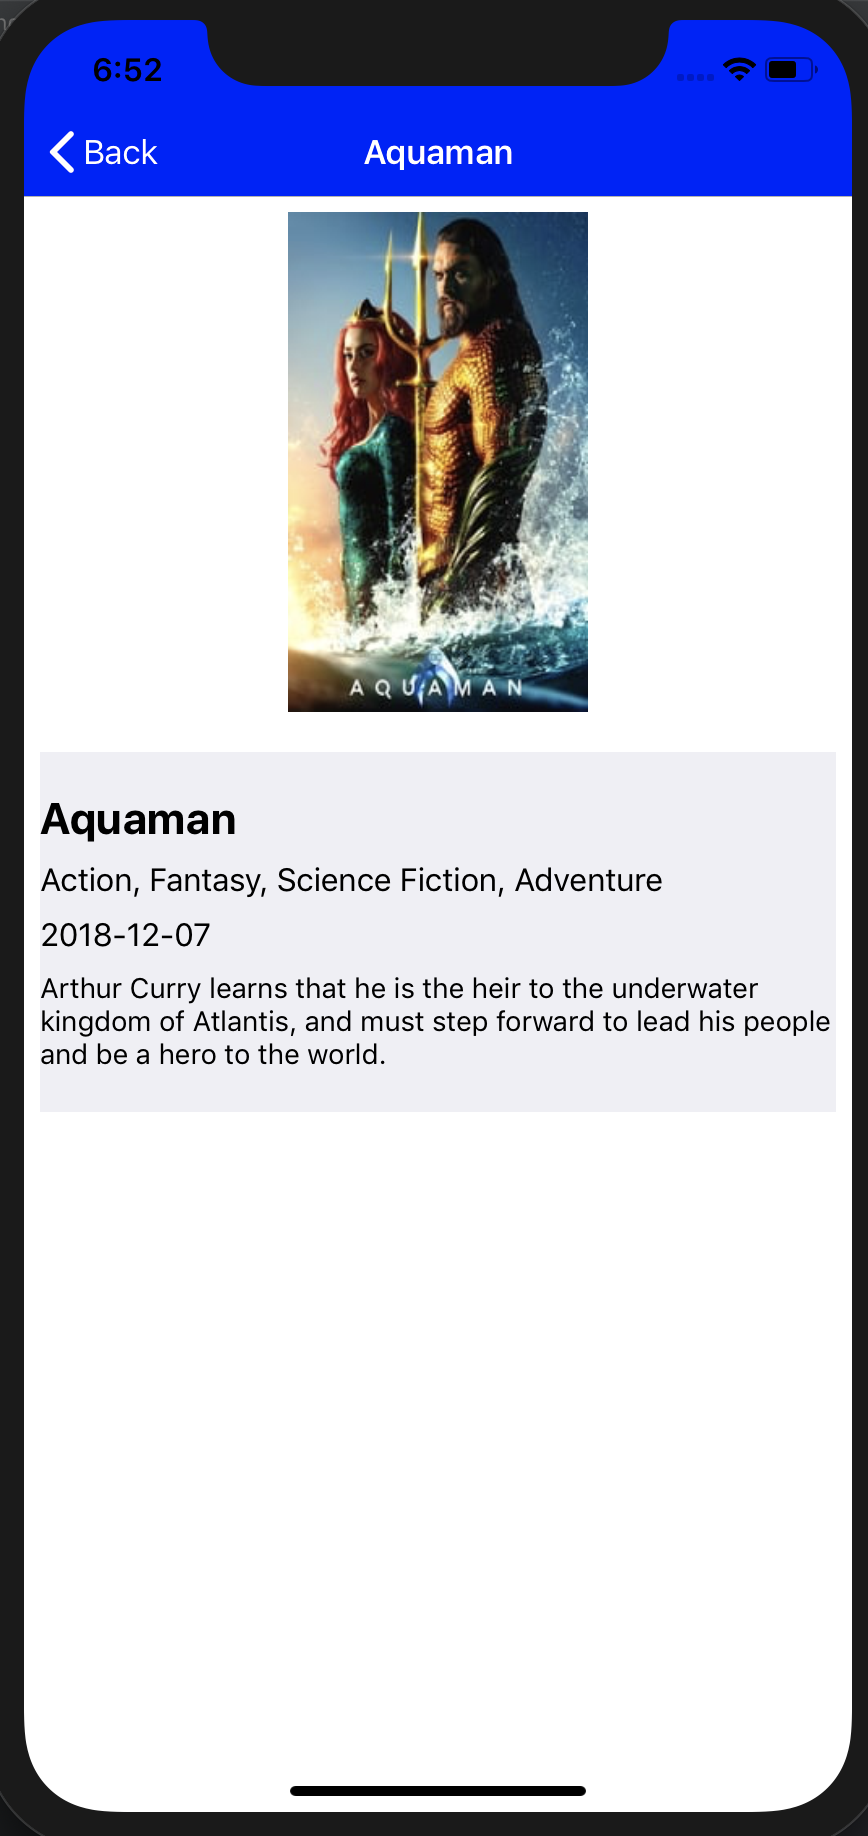 6:52
Back
Aquaman
AQUAMAN
Aquaman
Action, Fantasy, Science Fiction, Adventure
2018-12-07
Arthur Curry learns that he is the heir to the underwater
kingdom of Atlantis, and must step forward to lead his people
and be a hero to the world.